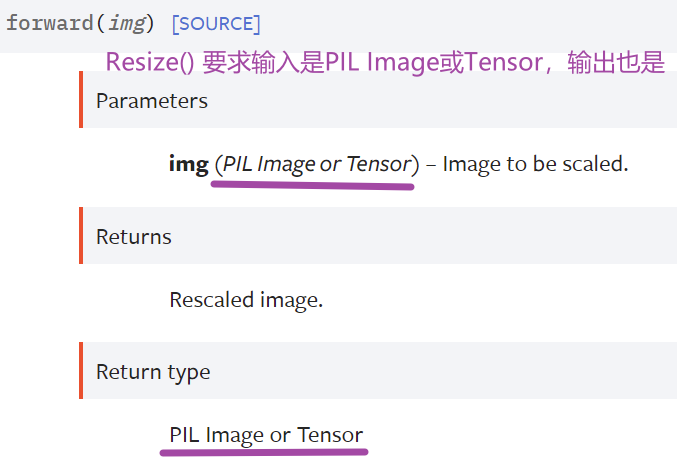 forward(img) [SOURCE]
Resize() 要求输入是PIL Image或Tensor，输出也是
Parameters
img (PIL Image or Tensor) – Image to be scaled.
Returns
Rescaled image.
Return type
PIL Image or Tensor